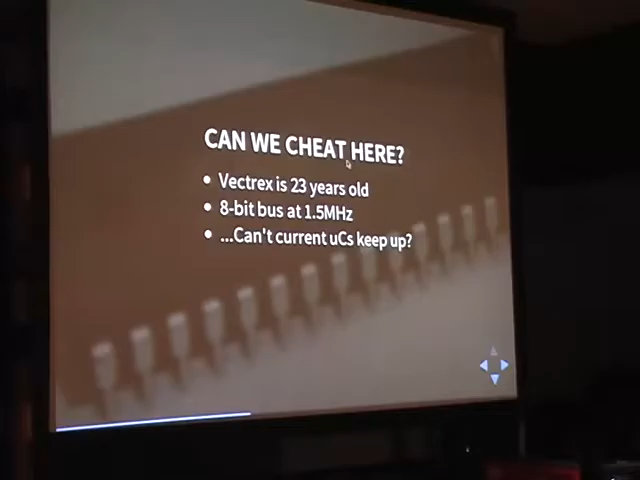 CAN WE CHEAT HERE?
• Vectrex is 23 years old
• 8-bit bus at 1.5MHz
• ...Can't current uCs keep up?